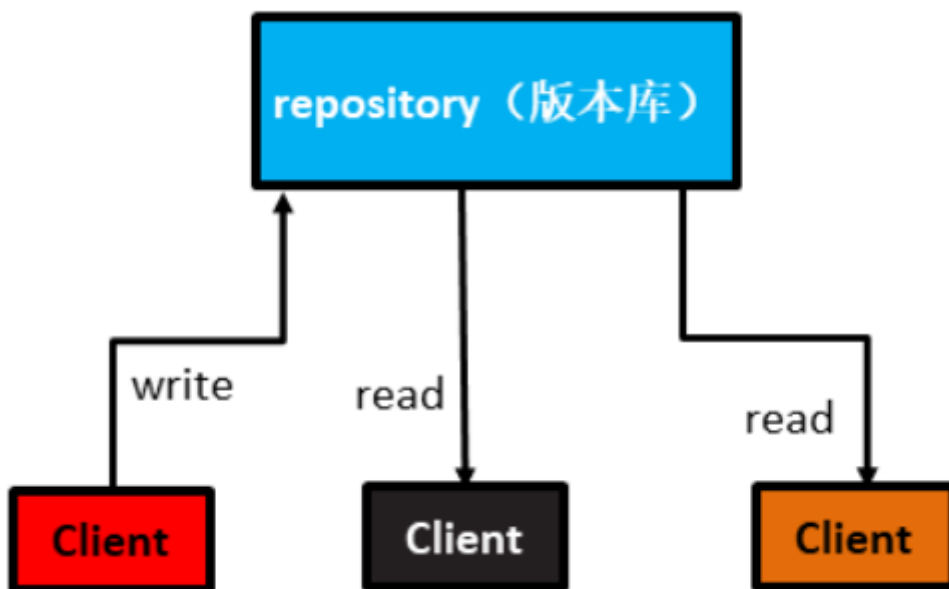 repository（版本库）
write
read
read
Client
Client
Client